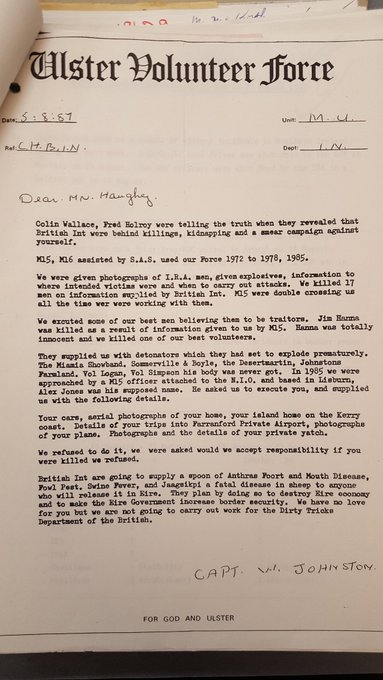 Ulster Volunteer Force
Date: 5:8:87 Unit: M.U.
Ref: C.H.B.I.N. Dept: I.N.
Dear Mr. Haughey.
Colin Wallace, Fred Holroy were telling the truth when they revealed that
British Int were behind killings, kidnapping and a smear campaign against
yourself.
M15, M16 assisted by S.A.S. used our Force 1972 to 1978, 1985.
We were given photographs of I.R.A. men, given explosives, information to
where intended victims were and when to carry out attacks. We killed 17
men on information supplied by British Int. M15 were double crossing us
all the time wer were working with them.
We excuted some of our best men believing them to be traitors. Jim Hanna
was killed as a result of information given to us by M15. Hanna was totally
innocent and we killed one of our best volunteers.
They supplied us with detonators which they had set to explode prematurely.
The Miamia Showband, Sommerville & Boyle, the Desertmartin, Johnstons
Farmland. Vol Logan, Vol Simpson his body was never got. In 1985 we were
approached by a M15 officer attached to the N.I.O. and based in Lisburn,
Alex Jones was his supposed name. He asked us to execute you, and supplied
us with the following details.
Your cars, aerial photographs of your home, your island home on the Kerry
coast. Details of your trips into Farranford Private Airport, photographs
of your plane. Photographs and the details of your private yatch.
We refused to do it, we were asked would we accept responsibility if you
were killed we refused.
British Int are going to supply a spoon of Anthras Foort and Mouth Disease,
Fowl Pest. Swine Fever, and Jaagsikpi a fatal disease in sheep to anyone
who will release it in Eire. They plan by doing so to destroy Eire economy
and to make the Eire Government increase border security. We have no love
for you but we are not going to carry out work for the Dirty Tricks
Department of the British.
CAPT. W. JOHNSTON.
FOR GOD AND ULSTER